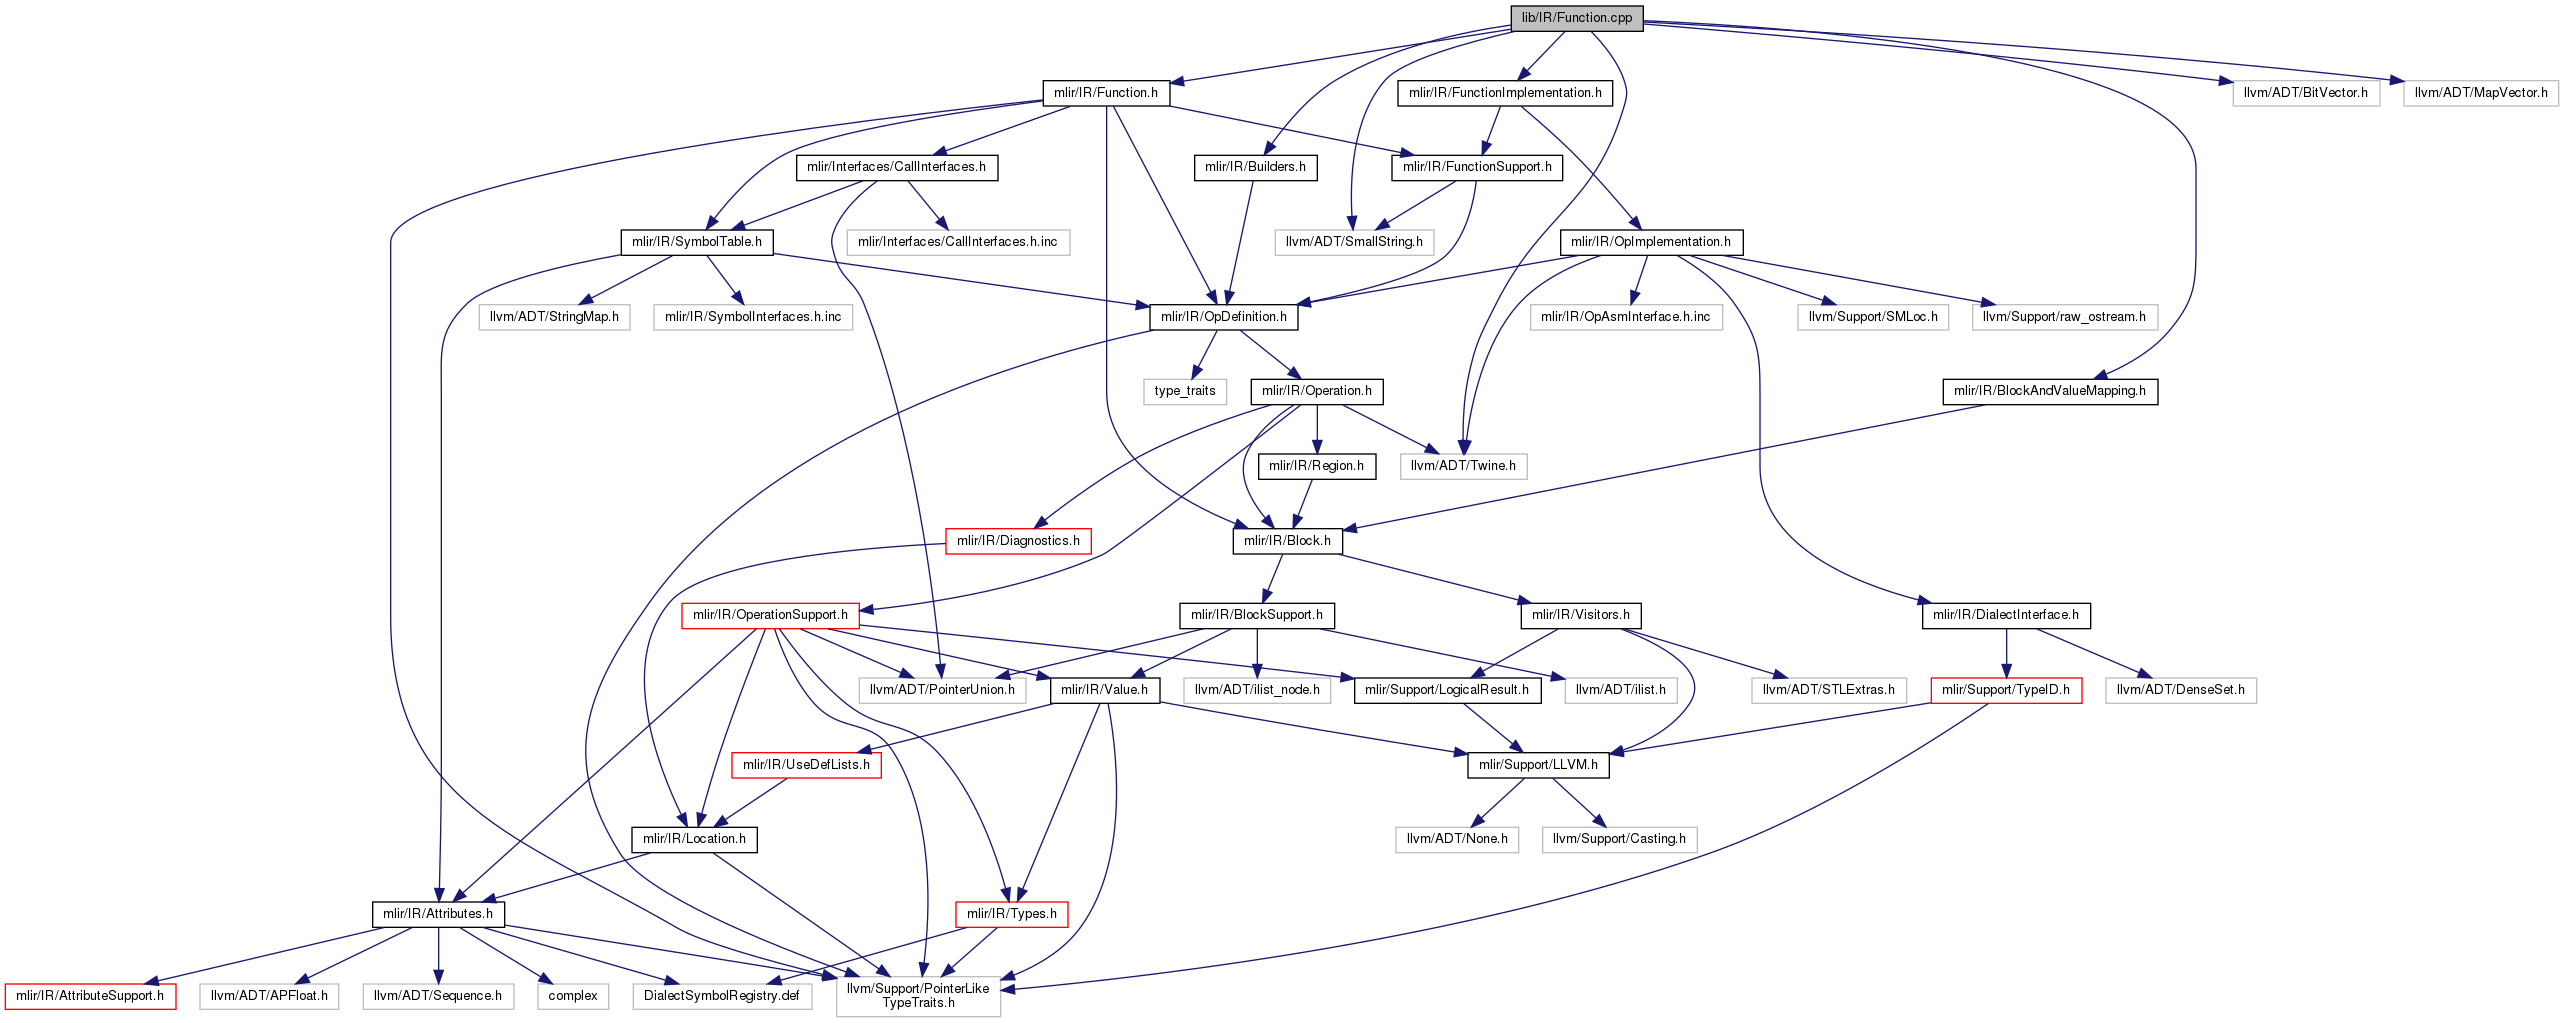 lib/IR/Function.cpp
mlir/IR/Function.h
mlir/IR/FunctionImplementation.h
llvm/ADT/BitVector.h
llvm/ADT/MapVector.h
mlir/Interfaces/CallInterfaces.h
mlir/IR/Builders.h
mlir/IR/FunctionSupport.h
mlir/IR/SymbolTable.h
mlir/Interfaces/CallInterfaces.h.inc
llvm/ADT/SmallString.h
mlir/IR/OpImplementation.h
llvm/ADT/StringMap.h
mlir/IR/SymbolInterfaces.h.inc
mlir/IR/OpDefinition.h
mlir/IR/OpAsmInterface.h.inc
llvm/Support/SMLoc.h
llvm/Support/raw_ostream.h
type_traits
mlir/IR/Operation.h
mlir/IR/BlockAndValueMapping.h
mlir/IR/Region.h
llvm/ADT/Twine.h
mlir/IR/Diagnostics.h
mlir/IR/Block.h
mlir/IR/OperationSupport.h
mlir/IR/BlockSupport.h
mlir/IR/Visitors.h
mlir/IR/DialectInterface.h
llvm/ADT/PointerUnion.h
mlir/IR/Value.h
llvm/ADT/ilist_node.h
mlir/Support/LogicalResult.h
llvm/ADT/ilist.h
llvm/ADT/STLExtras.h
mlir/Support/TypeID.h
llvm/ADT/DenseSet.h
mlir/IR/UseDefLists.h
mlir/Support/LLVM.h
mlir/IR/Location.h
llvm/ADT/None.h
llvm/Support/Casting.h
mlir/IR/Attributes.h
mlir/IR/Types.h
mlir/IR/AttributeSupport.h
llvm/ADT/APFloat.h
llvm/ADT/Sequence.h
complex
DialectSymbolRegistry.def
llvm/Support/PointerLike
TypeTraits.h